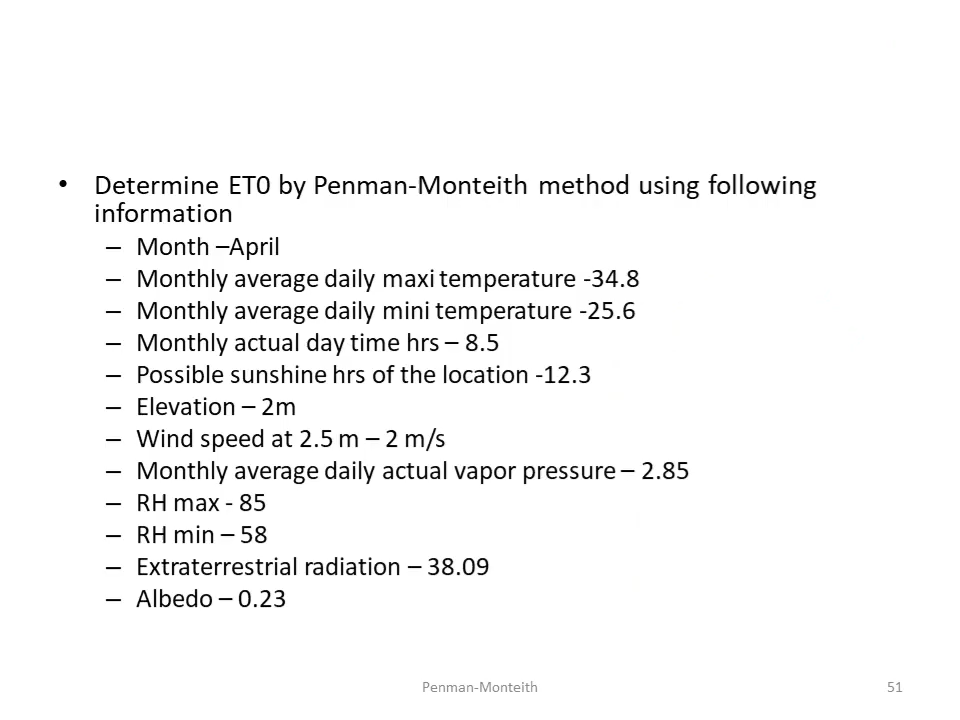 • Determine ET0 by Penman-Monteith method using following
information
– Month –April
– Monthly average daily maxi temperature -34.8
– Monthly average daily mini temperature -25.6
– Monthly actual day time hrs – 8.5
– Possible sunshine hrs of the location -12.3
– Elevation – 2m
– Wind speed at 2.5 m – 2 m/s
– Monthly average daily actual vapor pressure – 2.85
– RH max - 85
– RH min – 58
– Extraterrestrial radiation – 38.09
– Albedo – 0.23
Penman-Monteith
51